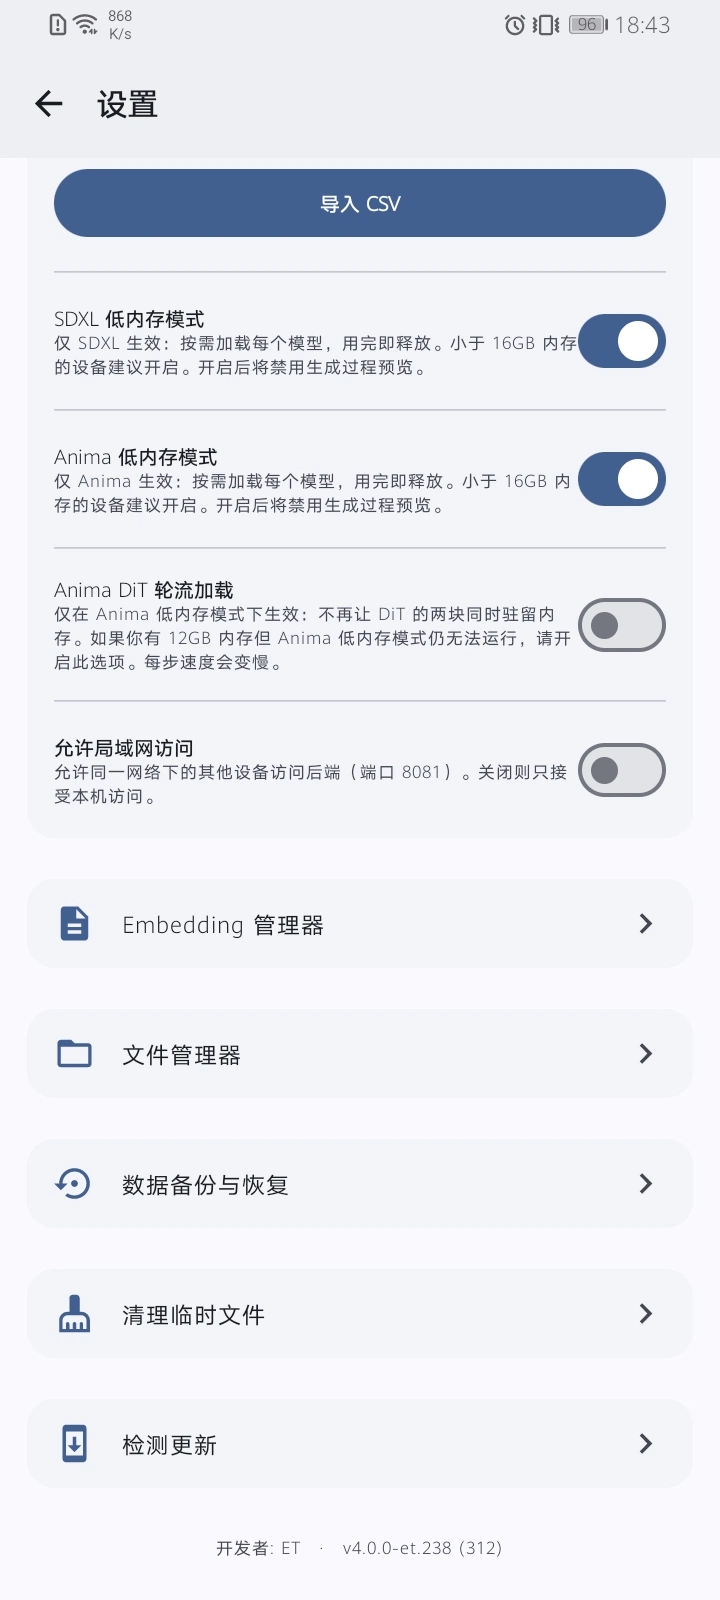 868
K/s
96
18:43
设置
导入 CSV
SDXL 低内存模式
仅 SDXL 生效：按需加载每个模型，用完即释放。小于 16GB 内存
的设备建议开启。开启后将禁用生成过程预览。
Anima 低内存模式
仅 Anima 生效：按需加载每个模型，用完即释放。小于 16GB 内
存的设备建议开启。开启后将禁用生成过程预览。
Anima DiT 轮流加载
仅在 Anima 低内存模式下生效：不再让 DiT 的两块同时驻留内
存。如果你有 12GB 内存但 Anima 低内存模式仍无法运行，请开
启此选项。每步速度会变慢。
允许局域网访问
允许同一网络下的其他设备访问后端（端口 8081）。关闭则只接
受本机访问。
Embedding 管理器
文件管理器
数据备份与恢复
清理临时文件
检测更新
开发者: ET · v4.0.0-et.238 (312)